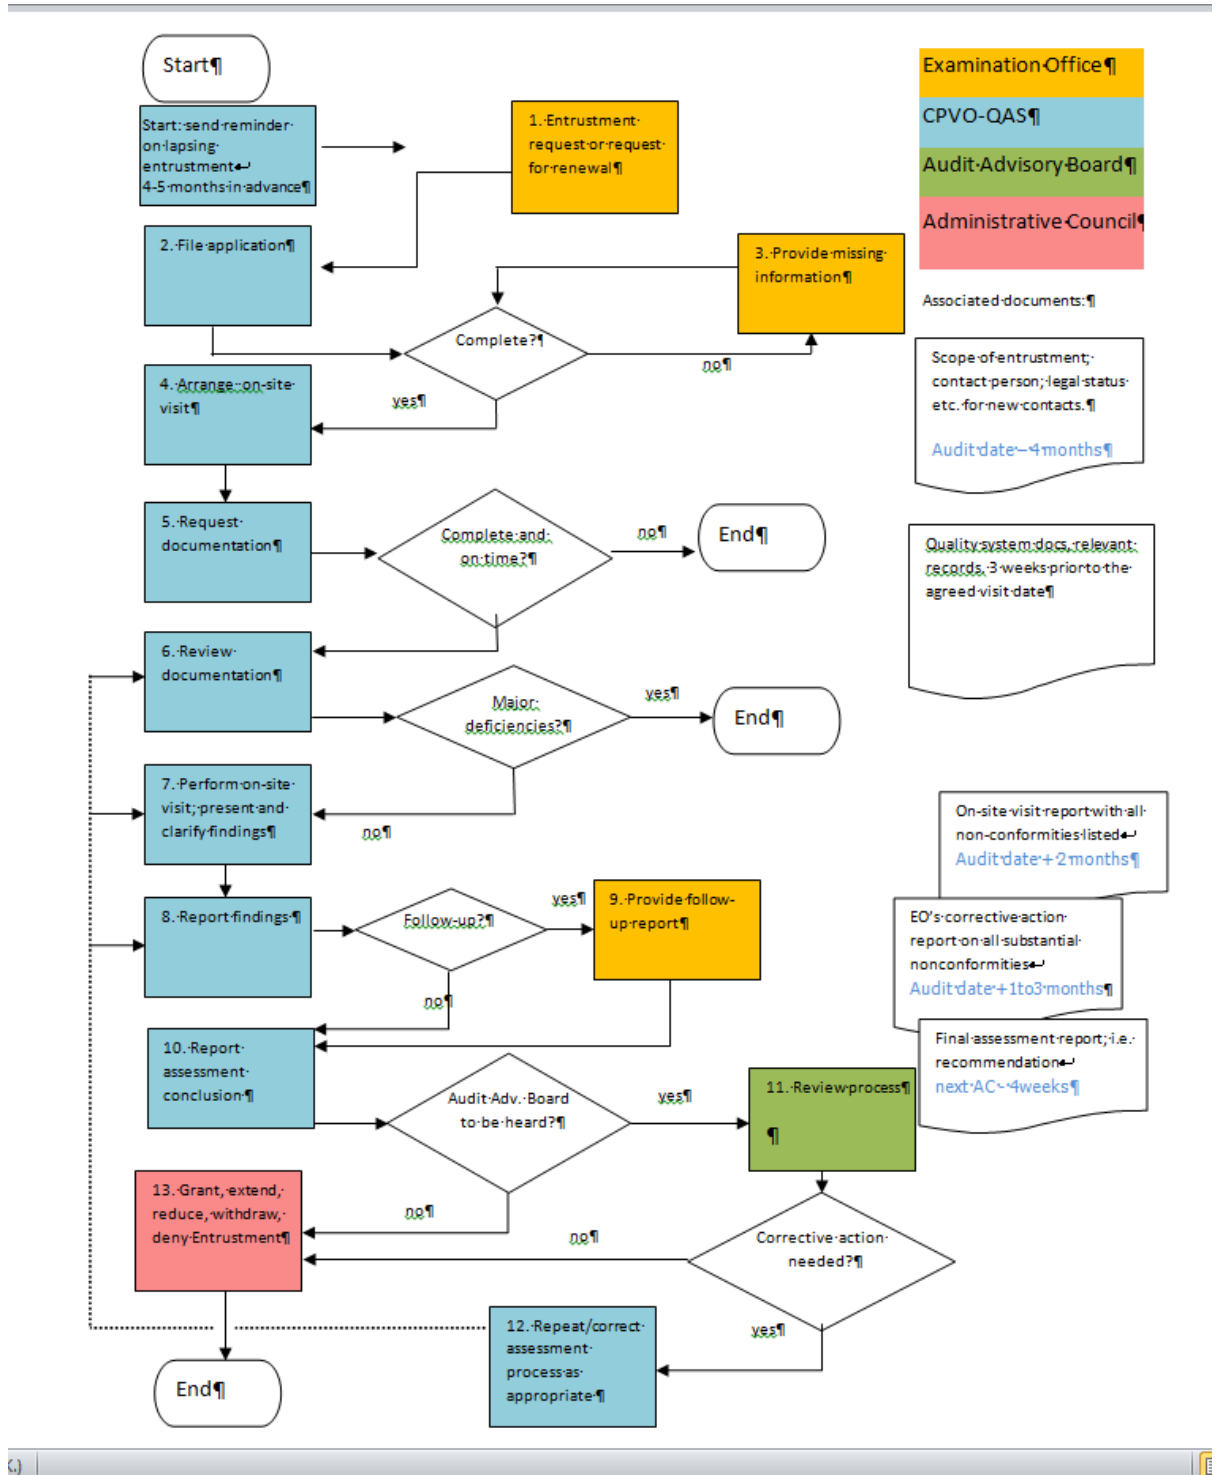 Start¶
Start: send reminder
on lapsing
entrustment↵
4-5 months in advance¶
1. Entrustment
request or request
for renewal¶
Examination Office¶
CPVO-QAS¶
Audit Advisory Board¶
Administrative Council¶
2. File application¶
3. Provide missing
information¶
Associated documents:¶
Complete?¶
no¶
yes¶
Scope of entrustment;
contact person; legal status
etc. for new contacts.¶
Audit date – 4 months¶
4. Arrange on-site
visit¶
5. Request
documentation¶
Complete and
on time?¶
no¶
End¶
Quality system docs, relevant
records, 3 weeks prior to the
agreed visit date¶
6. Review
documentation¶
Major
deficiencies?¶
yes¶
End¶
7. Perform on-site
visit; present and
clarify findings¶
no¶
On-site visit report with all
non-conformities listed↵
Audit date + 2 months¶
8. Report findings ¶
Follow-up?¶
yes¶
no¶
9. Provide follow-
up report¶
EO's corrective action
report on all substantial
nonconformities↵
Audit date +1to3 months¶
10. Report
assessment
conclusion ¶
Audit Adv. Board
to be heard?¶
yes¶
11. Review process¶
¶
Final assessment report; i.e.
recommendation↵
next AC - 4weeks¶
13. Grant, extend,
reduce, withdraw,
deny Entrustment¶
no¶
no¶
Corrective action
needed?¶
yes¶
12. Repeat/correct
assessment
process as
appropriate ¶
End¶
K.)